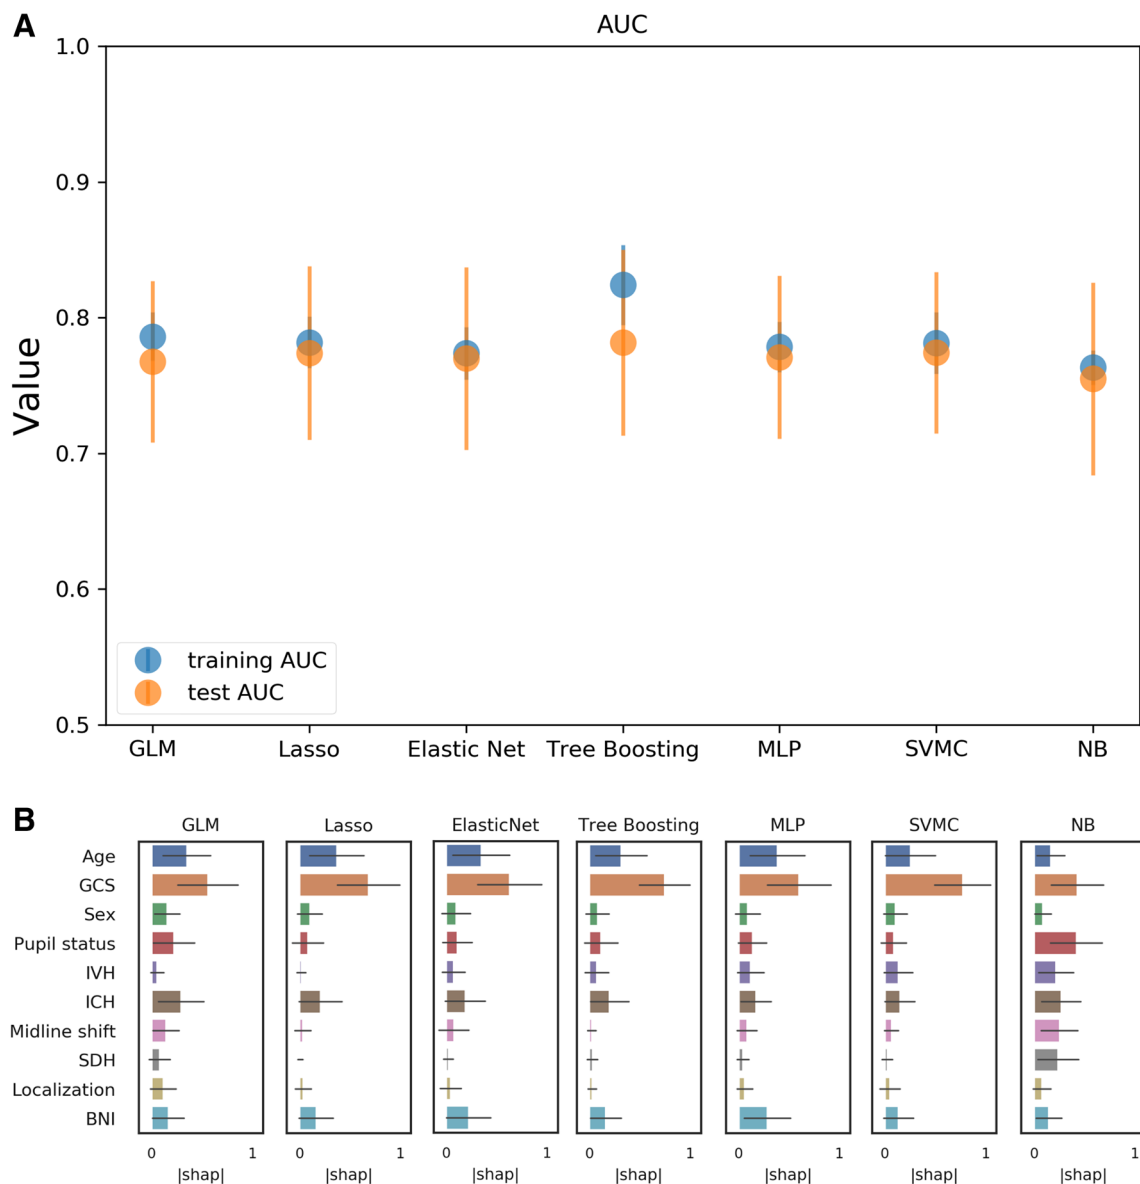 A
AUC
1.0
0.9
0.8
0.7
0.6
0.5
Value
training AUC
test AUC
GLM Lasso Elastic Net Tree Boosting MLP SVMC NB
B
GLM Lasso ElasticNet Tree Boosting MLP SVMC NB
Age
GCS
Sex
Pupil status
IVH
ICH
Midline shift
SDH
Localization
BNI
0 1 0 1 0 1 0 1 0 1 0 1 0 1
|shap| |shap| |shap| |shap| |shap| |shap| |shap|